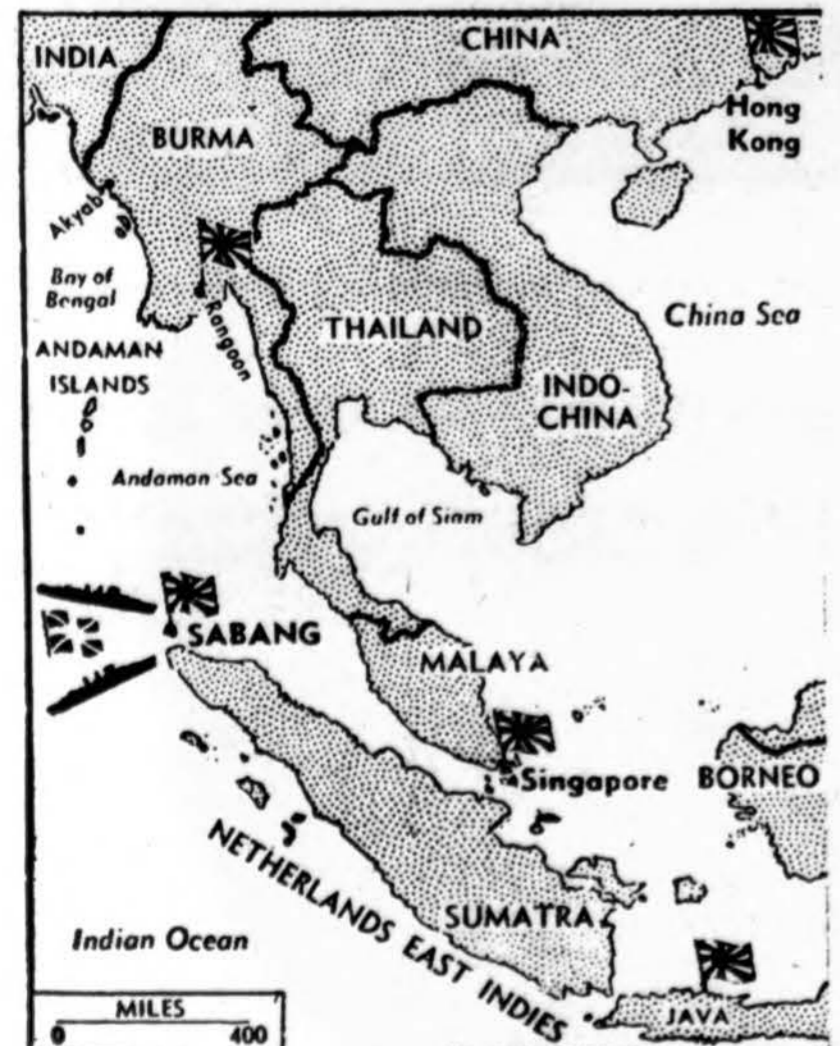 INDIA
CHINA
Hong
Kong
BURMA
Akyab
Bay of
Bengal
Rangoon
China Sea
THAILAND
ANDAMAN
ISLANDS
INDO-
CHINA
Andaman Sea
Gulf of Siam
SABANG
MALAYA
Singapore
BORNEO
NETHERLANDS EAST INDIES
SUMATRA
Indian Ocean
JAVA
MILES
0 400